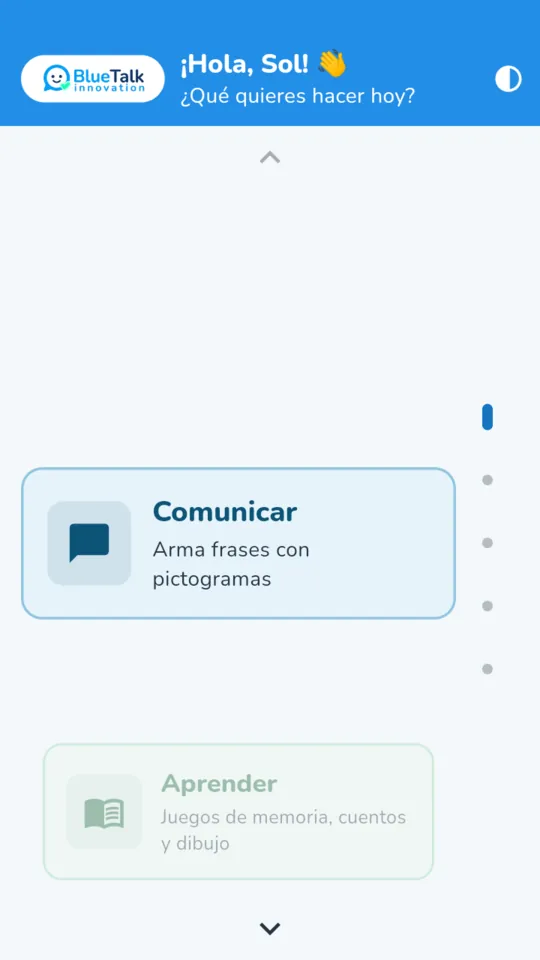 BlueTalk
innovation
¡Hola, Sol! 👋
¿Qué quieres hacer hoy?
Comunicar
Arma frases con
pictogramas
Aprender
Juegos de memoria, cuentos
y dibujo